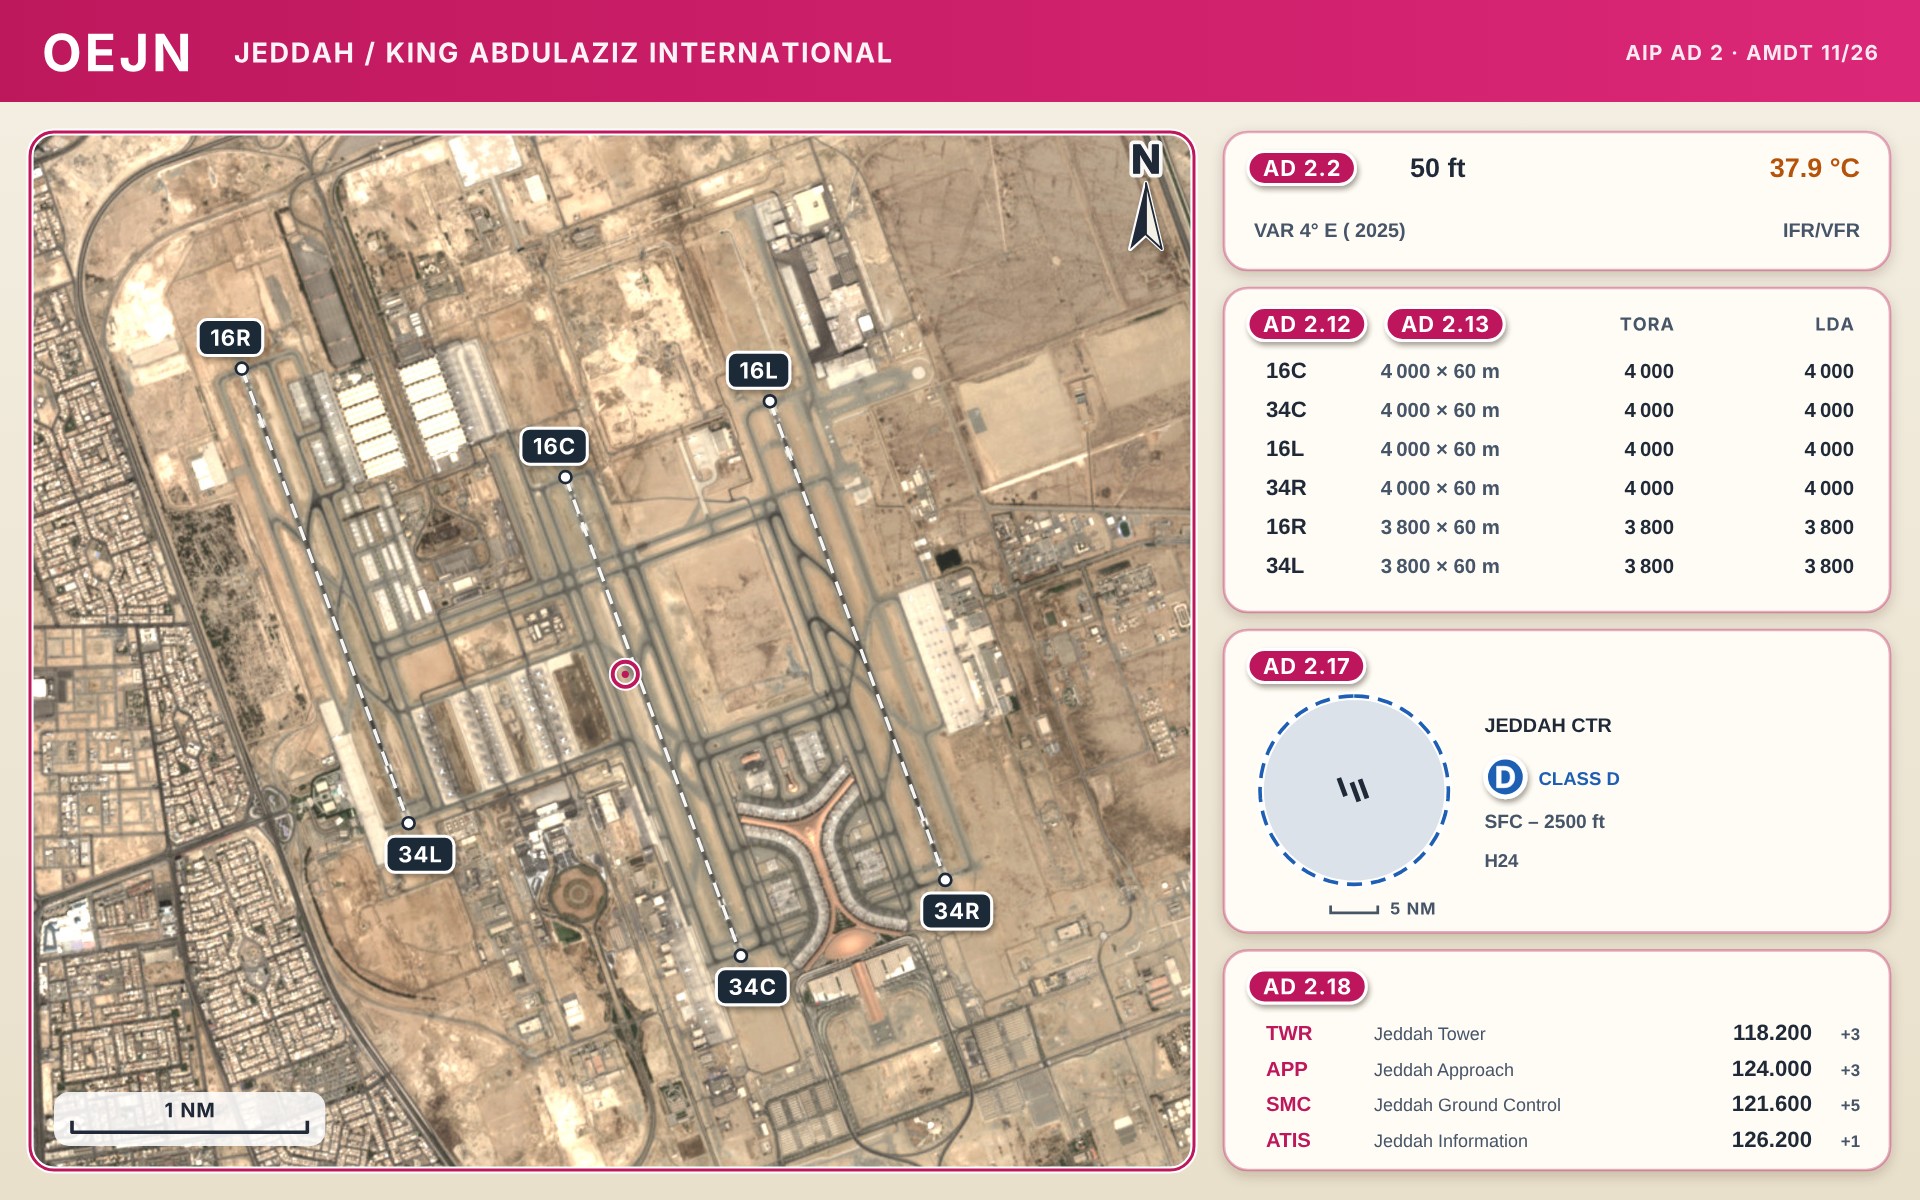 OEJN JEDDAH / KING ABDULAZIZ INTERNATIONAL AIP AD 2 · AMDT 11/26
N
16R
16L
16C
34L
34R
34C
1 NM
AD 2.2 50 ft 37.9 °C
VAR 4° E ( 2025) IFR/VFR
AD 2.12 AD 2.13 TORA LDA
16C 4 000 × 60 m 4 000 4 000
34C 4 000 × 60 m 4 000 4 000
16L 4 000 × 60 m 4 000 4 000
34R 4 000 × 60 m 4 000 4 000
16R 3 800 × 60 m 3 800 3 800
34L 3 800 × 60 m 3 800 3 800
AD 2.17
JEDDAH CTR
D CLASS D
SFC – 2500 ft
H24
5 NM
AD 2.18
TWR Jeddah Tower 118.200 +3
APP Jeddah Approach 124.000 +3
SMC Jeddah Ground Control 121.600 +5
ATIS Jeddah Information 126.200 +1